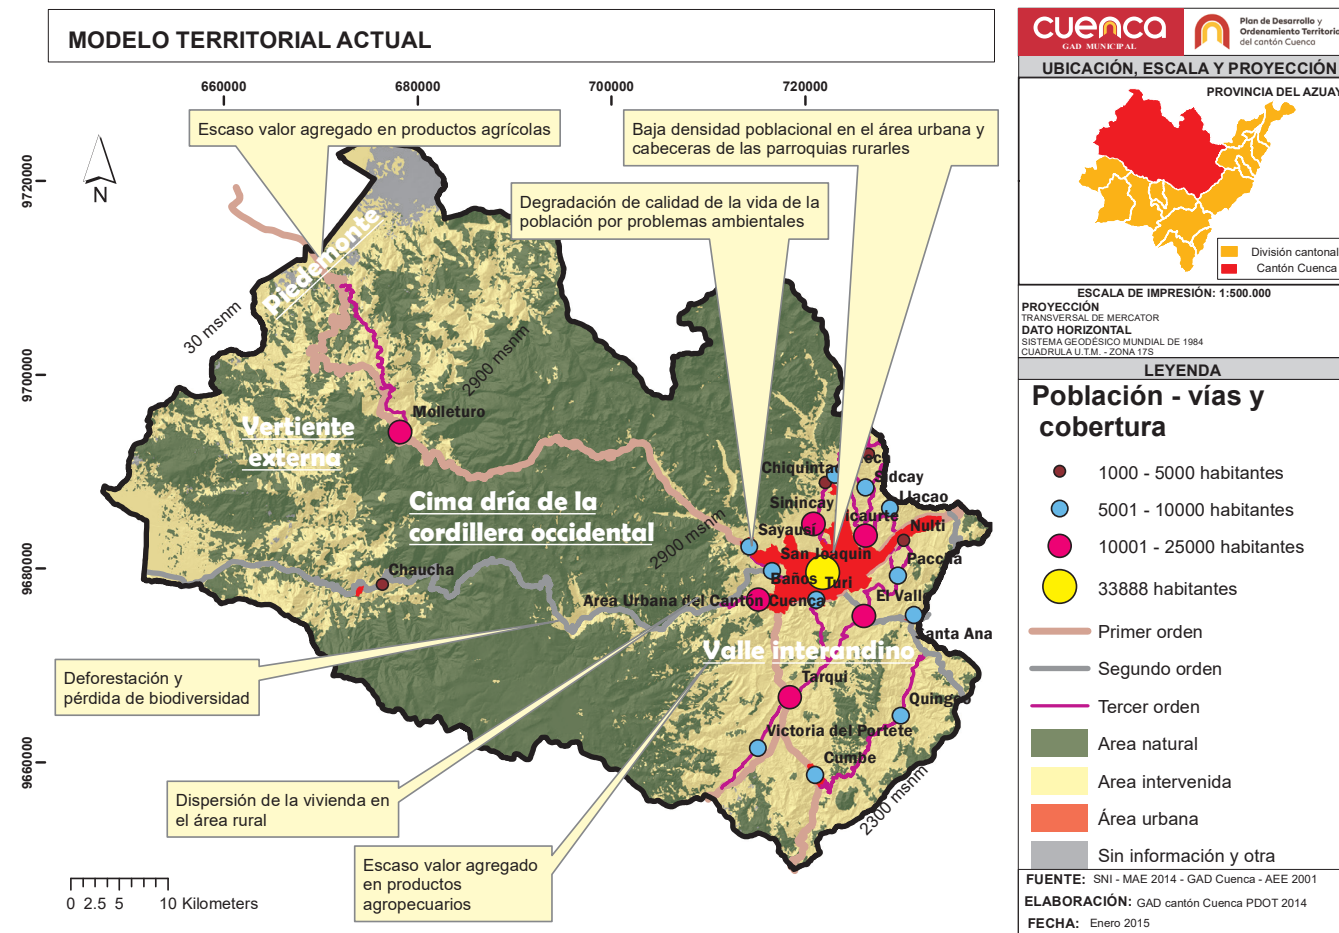 MODELO TERRITORIAL ACTUAL
660000
680000
700000
720000
9720000
9700000
9680000
9660000
N
Escaso valor agregado en productos agrícolas
Baja densidad poblacional en el área urbana y
cabeceras de las parroquias rurarles
Degradación de calidad de la vida de la
población por problemas ambientales
Piedemonte
30 msnm
2900 msnm
Molleturo
Vertiente
externa
Cima dría de la
cordillera occidental
2900 msnm
Chiquintad
Sidcay
Llacao
Sinincay
Ricaurte
Nulti
Sayausí
San Joaquin
Paccha
Chaucha
Baños
Turi
Area Urbana del Cantón Cuenca
El Valle
Santa Ana
Valle interandino
Tarqui
Quingeo
Victoria del Portete
Cumbe
2300 msnm
Deforestación y
pérdida de biodiversidad
Dispersión de la vivienda en
el área rural
Escaso valor agregado
en productos
agropecuarios
0 2.5 5 10 Kilometers
cuenca
GAD MUNICIPAL
Plan de Desarrollo y
Ordenamiento Territorial
del cantón Cuenca
UBICACIÓN, ESCALA Y PROYECCIÓN
PROVINCIA DEL AZUAY
División cantonal
Cantón Cuenca
ESCALA DE IMPRESIÓN: 1:500.000
PROYECCIÓN
TRANSVERSAL DE MERCATOR
DATO HORIZONTAL
SISTEMA GEODÉSICO MUNDIAL DE 1984
CUADRULA U.T.M. - ZONA 17S
LEYENDA
Población - vías y
cobertura
1000 - 5000 habitantes
5001 - 10000 habitantes
10001 - 25000 habitantes
33888 habitantes
Primer orden
Segundo orden
Tercer orden
Area natural
Area intervenida
Área urbana
Sin información y otra
FUENTE: SNI - MAE 2014 - GAD Cuenca - AEE 2001
ELABORACIÓN: GAD cantón Cuenca PDOT 2014
FECHA: Enero 2015